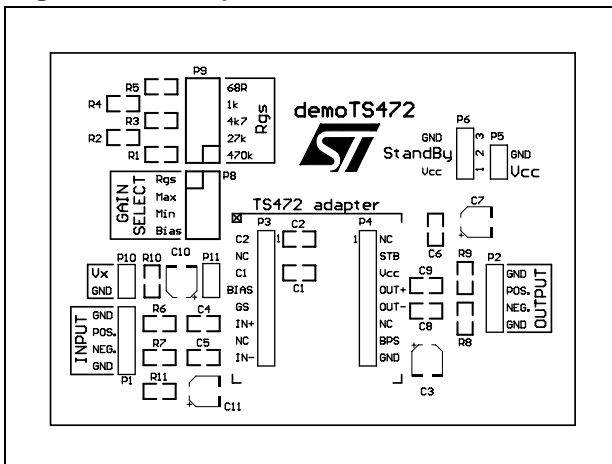 P9
R5
68R
R4
1k
R3
4k7
R2
27k
R1
470k
Rgs
demoTS472
ST
P6
GND
3
P5
StandBy
2
GND
Vcc
1
Vcc
P8
GAIN SELECT
Rgs
Max
Min
Bias
TS472 adapter
P3
P4
C7
C2
1
C2
1
NC
NC
STB
C6
C1
C1
Vcc
BIAS
OUT+
C9
GS
OUT-
C8
IN+
NC
NC
BPS
IN-
GND
C3
R9
R8
P2
GND
POS.
NEG.
GND
OUTPUT
P10
R10
C10
P11
Vx
GND
INPUT
GND
POS.
NEG.
GND
P1
R6
C4
R7
C5
R11
C11